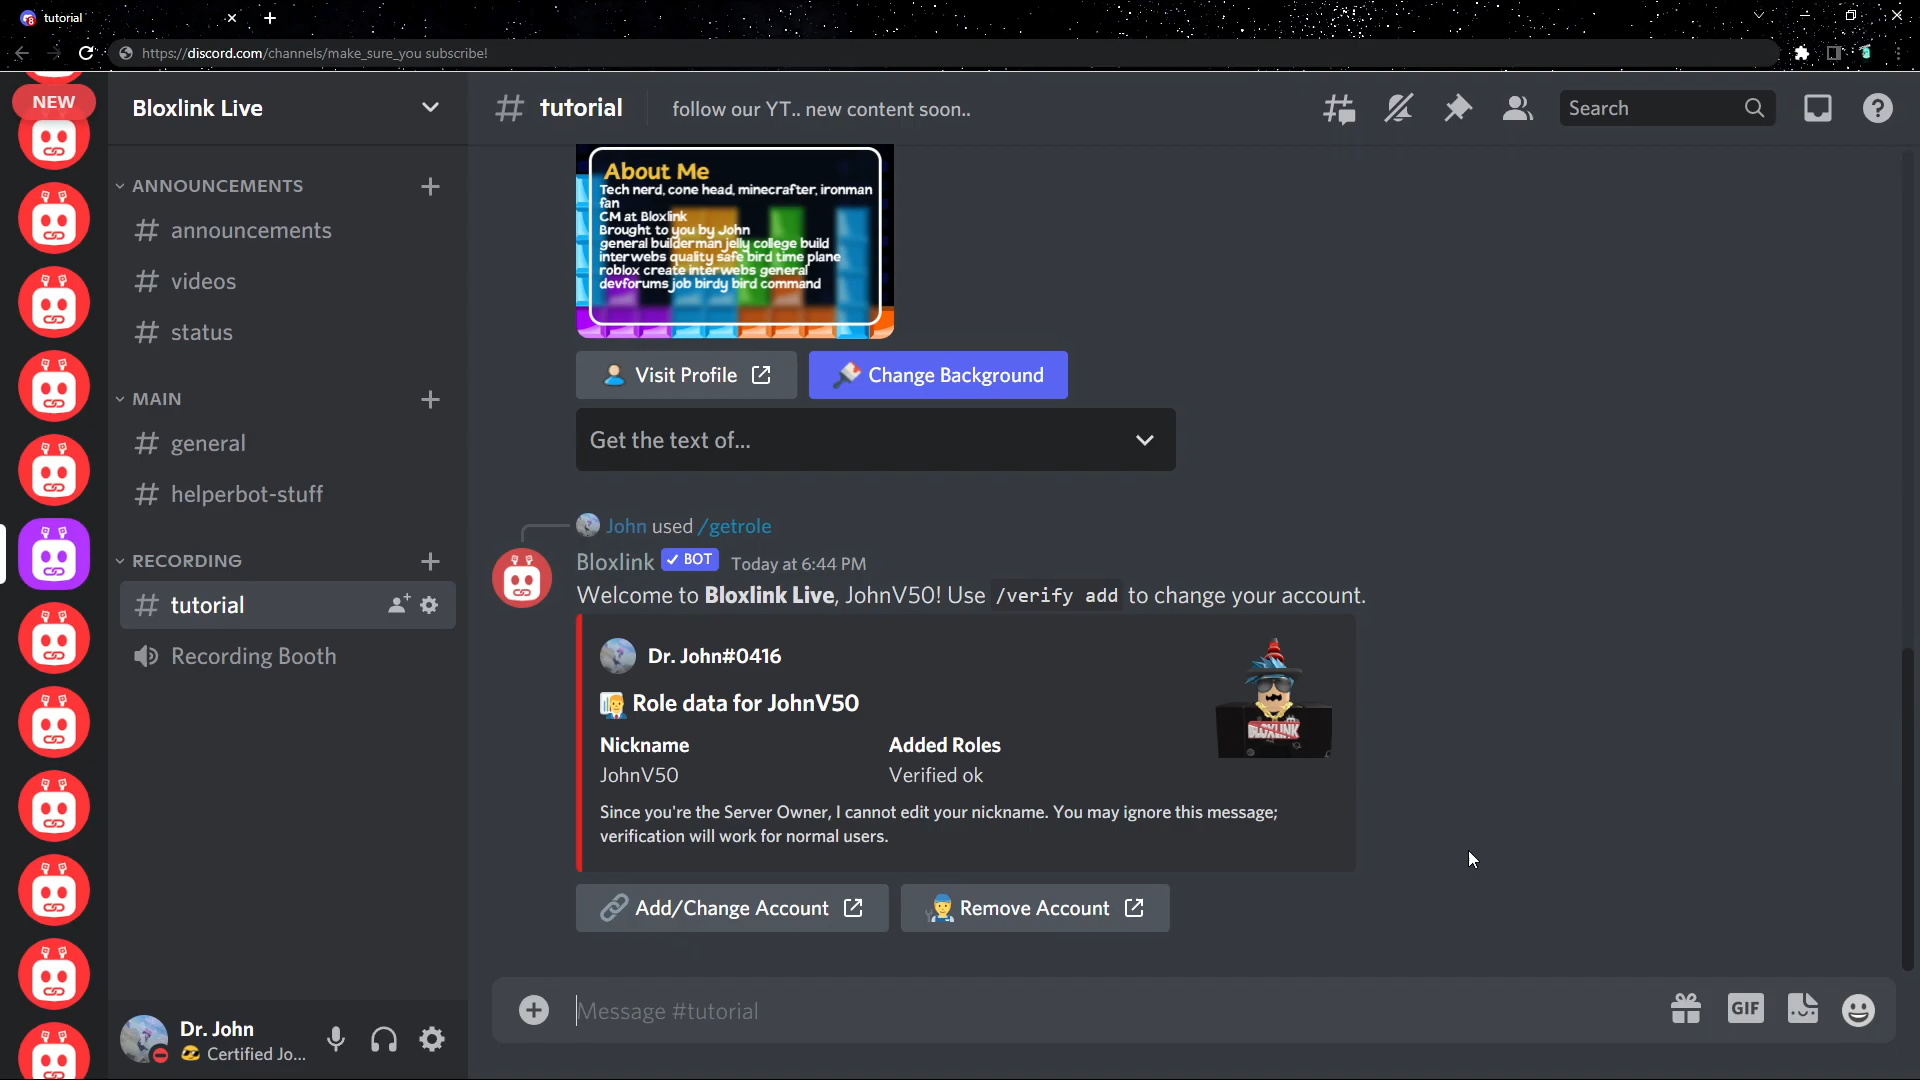 tutorial
https://discord.com/channels/make_sure_you subscribe!
NEW
Bloxlink Live
ANNOUNCEMENTS
announcements
videos
status
MAIN
general
helperbot-stuff
RECORDING
tutorial
Recording Booth
Dr. John
Certified Jo...
tutorial
follow our YT.. new content soon..
Search
About Me
Tech nerd, cone head, minecrafter, ironman
fan
CM at Bloxlink
Brought to you by John
general builderman jelly college build
interwebs quality safe bird time plane
roblox create interwebs general
devforums job birdy bird command
Visit Profile
Change Background
Get the text of...
John used /getrole
Bloxlink ✓ BOT Today at 6:44 PM
Welcome to Bloxlink Live, JohnV50! Use /verify add to change your account.
Dr. John#0416
Role data for JohnV50
Nickname Added Roles
JohnV50 Verified ok
BLOXLINK
Since you're the Server Owner, I cannot edit your nickname. You may ignore this message;
verification will work for normal users.
Add/Change Account
Remove Account
Message #tutorial
GIF